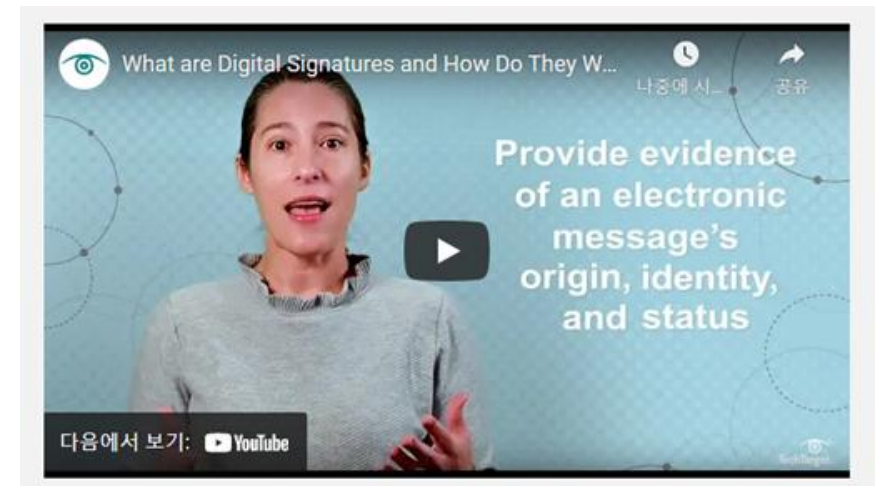 What are Digital Signatures and How Do They W...
나중에 시...
공유
Provide evidence
of an electronic
message's
origin, identity,
and status
다음에서 보기: YouTube
TechTarget